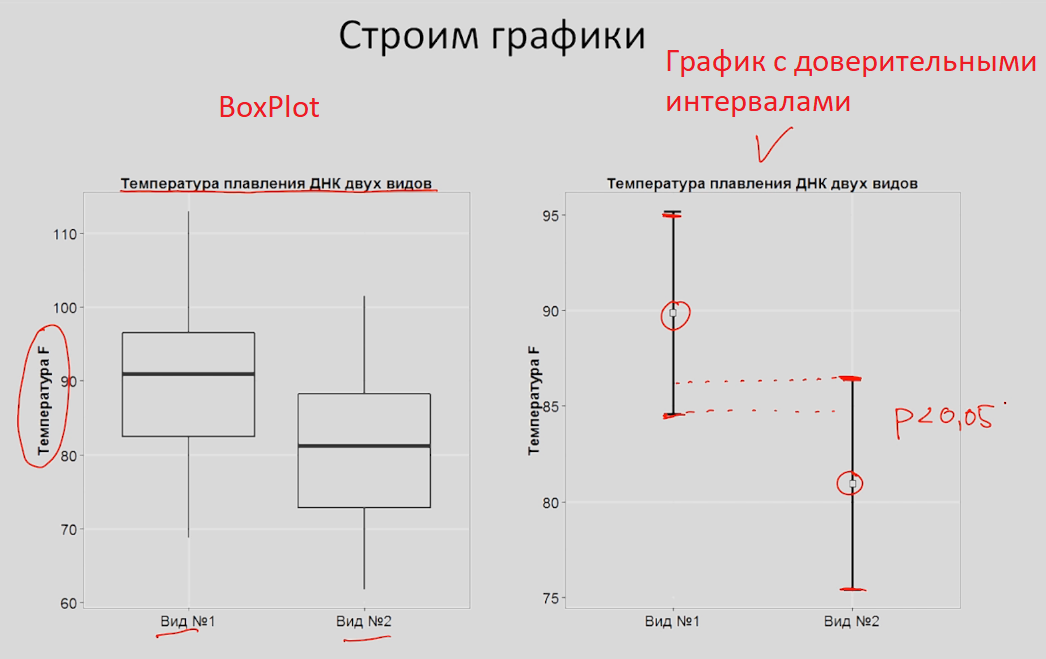 Строим графики
График с доверительными
интервалами
BoxPlot
Температура плавления ДНК двух видов
Температура F
110
100
90
80
70
60
Вид №1
Вид №2
Температура плавления ДНК двух видов
Температура F
95
90
85
80
75
Вид №1
Вид №2
p<0,05